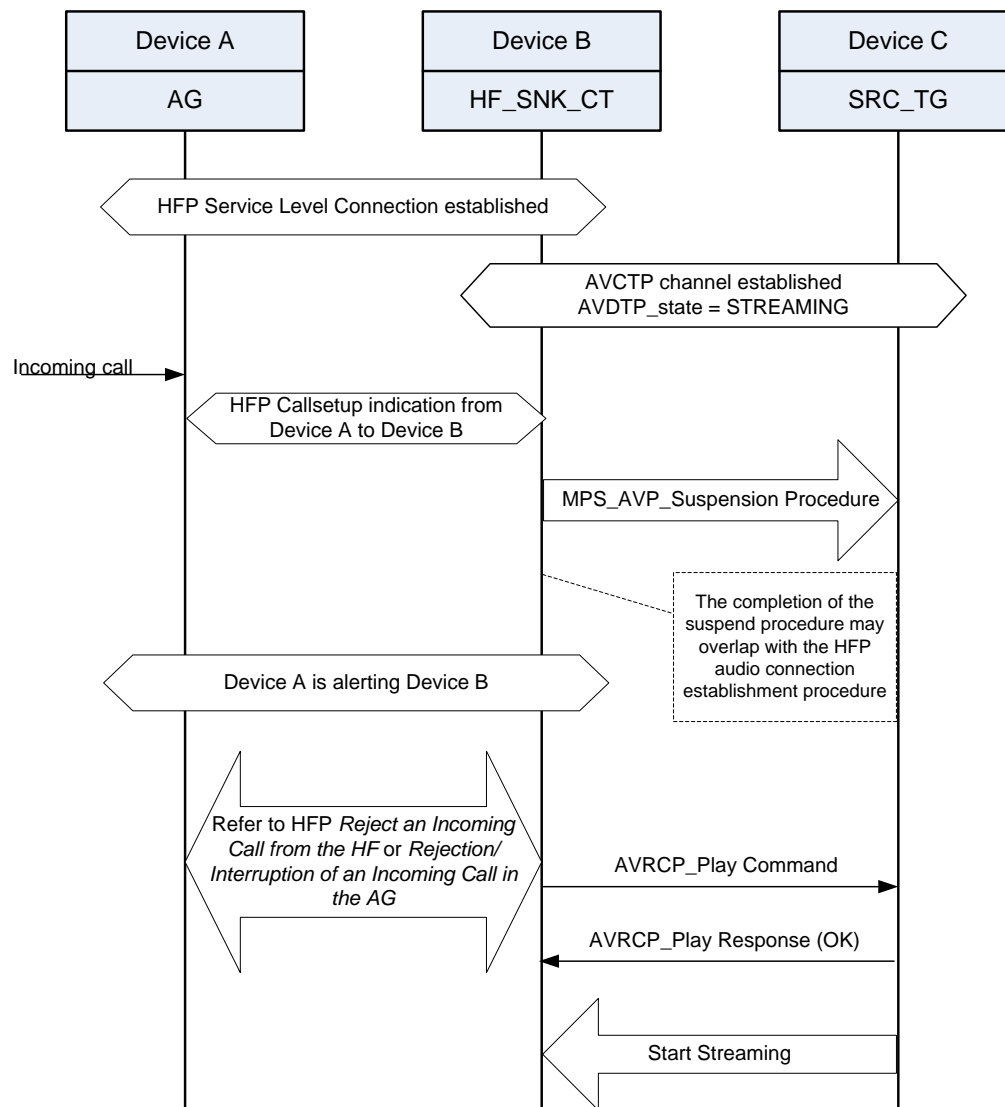 Device A
AG
Device B
HF_SNK_CT
Device C
SRC_TG
HFP Service Level Connection established
AVCTP channel established
AVDTP_state = STREAMING
Incoming call
HFP Callsetup indication from
Device A to Device B
MPS_AVP_Suspension Procedure
The completion of the
suspend procedure may
overlap with the HFP
audio connection
establishment procedure
Device A is alerting Device B
Refer to HFP Reject an Incoming
Call from the HF or Rejection/
Interruption of an Incoming Call in
the AG
AVRCP_Play Command
AVRCP_Play Response (OK)
Start Streaming